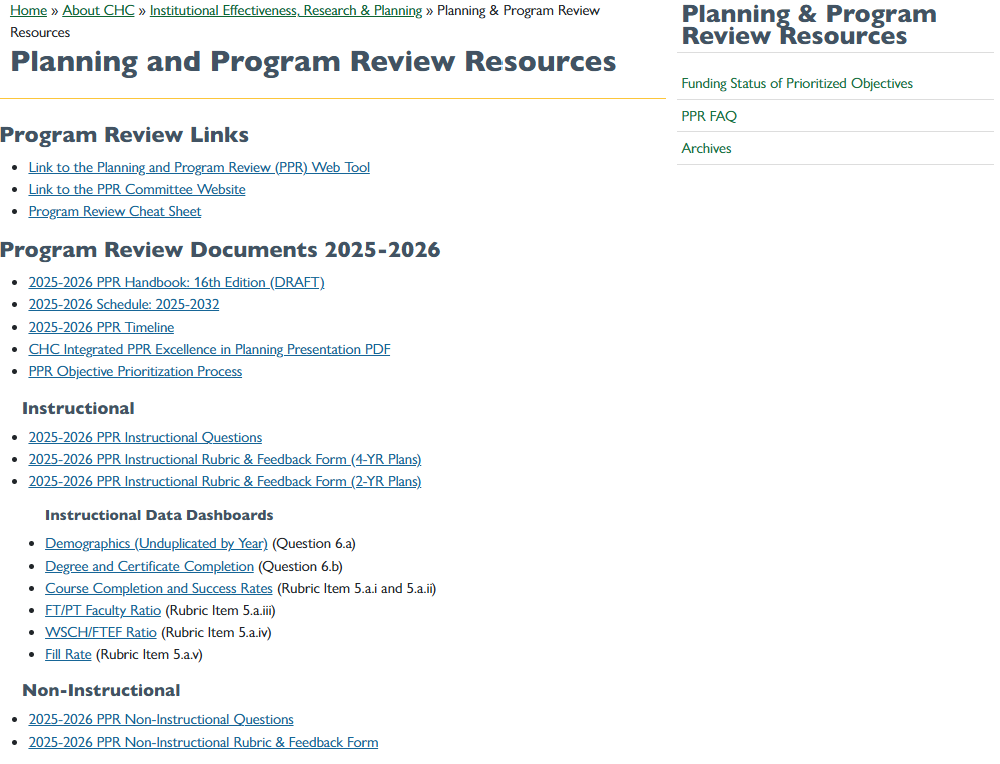 Home » About CHC » Institutional Effectiveness, Research & Planning » Planning & Program Review
Resources
Planning and Program Review Resources
Program Review Links
Link to the Planning and Program Review (PPR) Web Tool
Link to the PPR Committee Website
Program Review Cheat Sheet
Program Review Documents 2025-2026
2025-2026 PPR Handbook: 16th Edition (DRAFT)
2025-2026 Schedule: 2025-2032
2025-2026 PPR Timeline
CHC Integrated PPR Excellence in Planning Presentation PDF
PPR Objective Prioritization Process
Instructional
2025-2026 PPR Instructional Questions
2025-2026 PPR Instructional Rubric & Feedback Form (4-YR Plans)
2025-2026 PPR Instructional Rubric & Feedback Form (2-YR Plans)
Instructional Data Dashboards
Demographics (Unduplicated by Year) (Question 6.a)
Degree and Certificate Completion (Question 6.b)
Course Completion and Success Rates (Rubric Item 5.a.i and 5.a.ii)
FT/PT Faculty Ratio (Rubric Item 5.a.iii)
WSCH/FTEF Ratio (Rubric Item 5.a.iv)
Fill Rate (Rubric Item 5.a.v)
Non-Instructional
2025-2026 PPR Non-Instructional Questions
2025-2026 PPR Non-Instructional Rubric & Feedback Form
Planning & Program
Review Resources
Funding Status of Prioritized Objectives
PPR FAQ
Archives